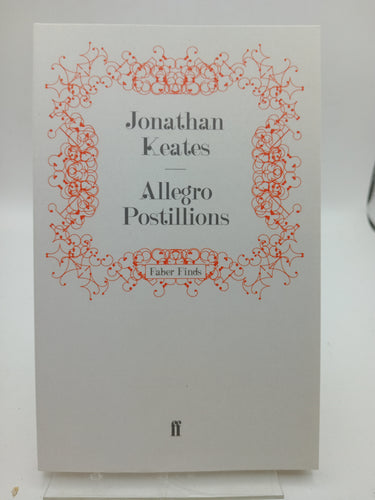 Jonathan
Keates
Allegro
Postillions
Faber Finds
ff